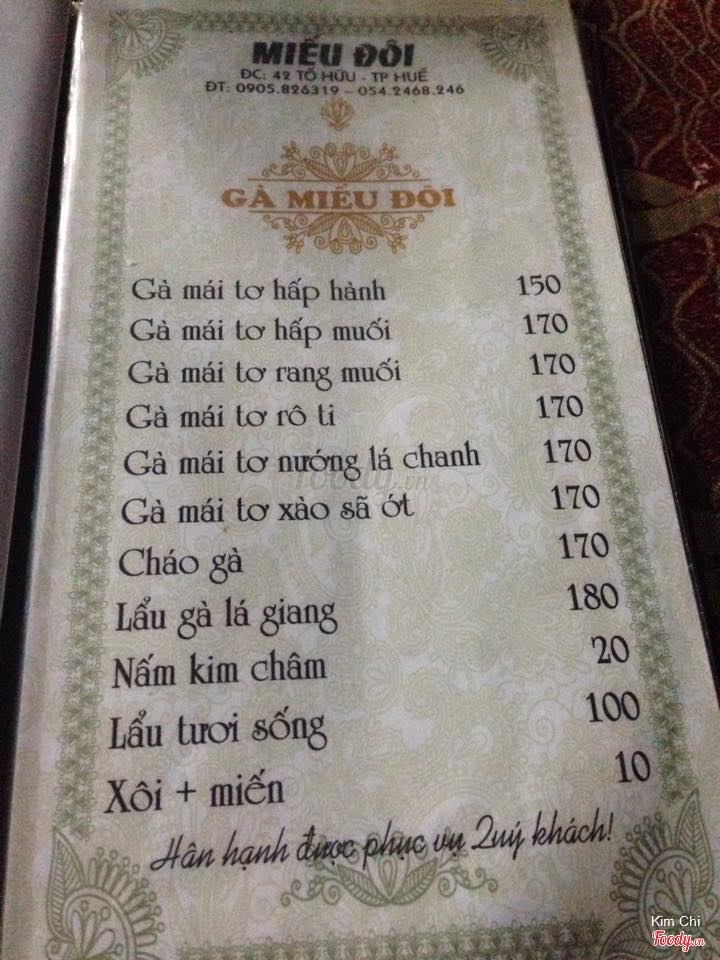 MIẾU ĐÔI
ĐC: 42 TỐ HỮU - TP HUẾ
ĐT: 0905.826319 - 054.2468.246
GÀ MIẾU ĐÔI
Gà mái tơ hấp hành 150
Gà mái tơ hấp muối 170
Gà mái tơ rang muối 170
Gà mái tơ rô ti 170
Gà mái tơ nướng lá chanh 170
foody.vn
Gà mái tơ xào sã ớt 170
Cháo gà 170
Lẩu gà lá giang 180
Nấm kim châm 20
Lẩu tươi sống 100
Xôi + miến 10
Hân hạnh được phục vụ Quý khách!
Kim Chi
Foody.vn